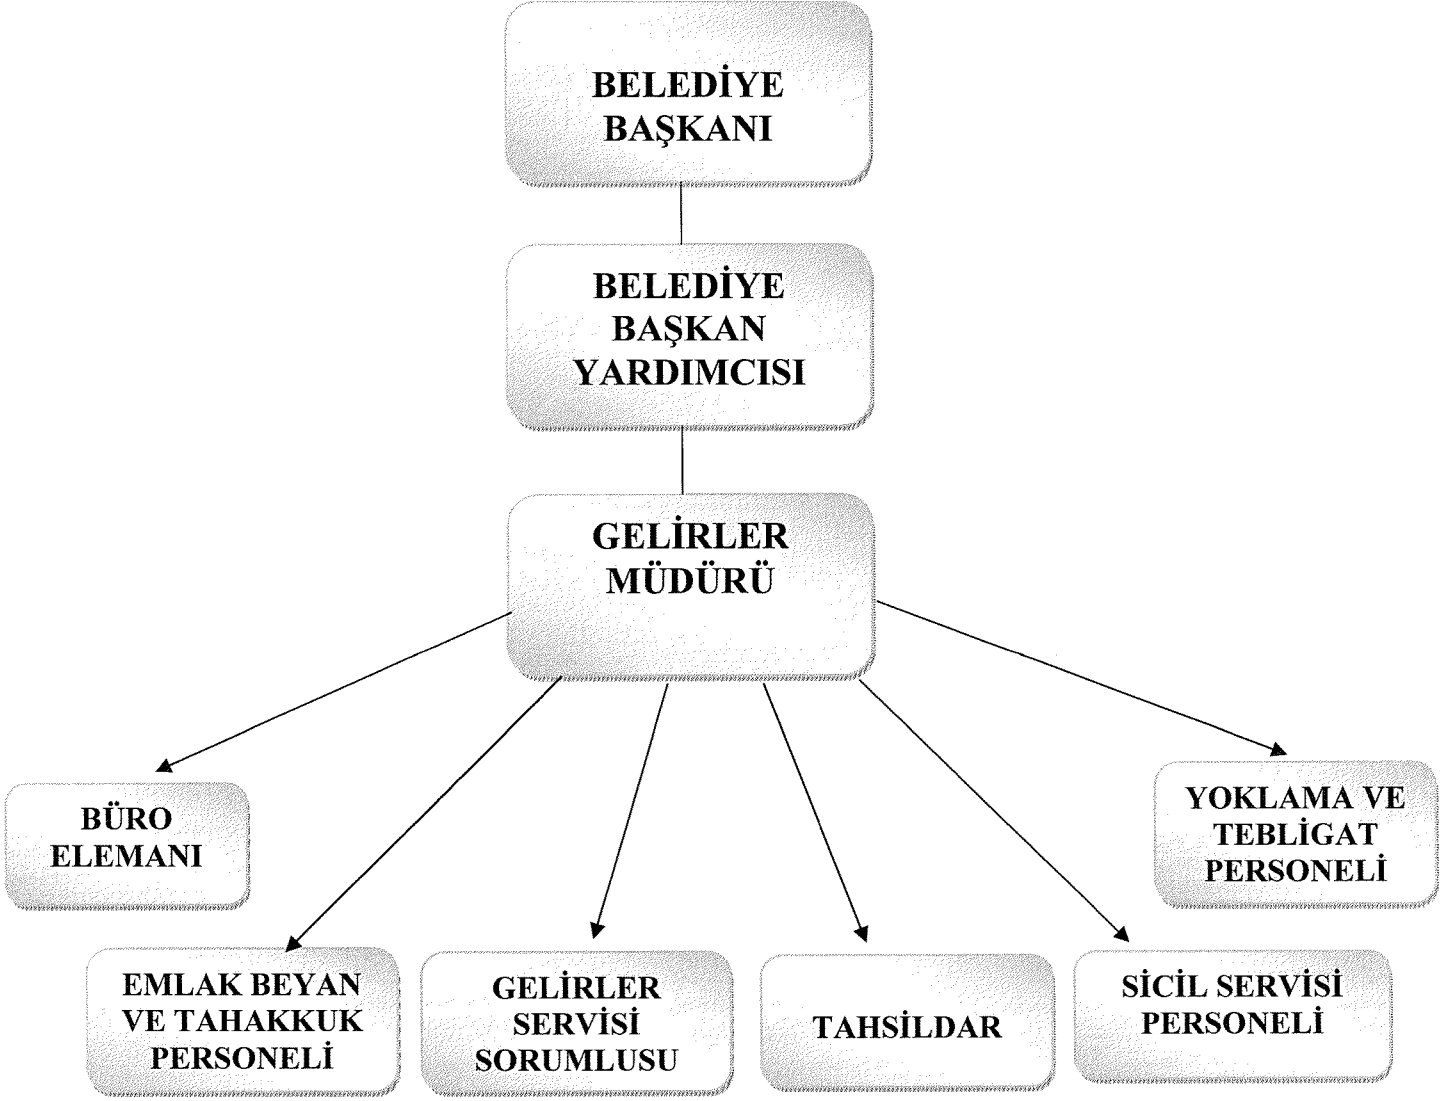 BELEDİYE
BAŞKANI
BELEDİYE
BAŞKAN
YARDIMCISI
GELİRLER
MÜDÜRÜ
BÜRO
ELEMANI
YOKLAMA VE
TEBLİGAT
PERSONELİ
EMLAK BEYAN
VE TAHAKKUK
PERSONELİ
GELİRLER
SERVİSİ
SORUMLUSU
TAHSİLDAR
SİCİL SERVİSİ
PERSONELİ